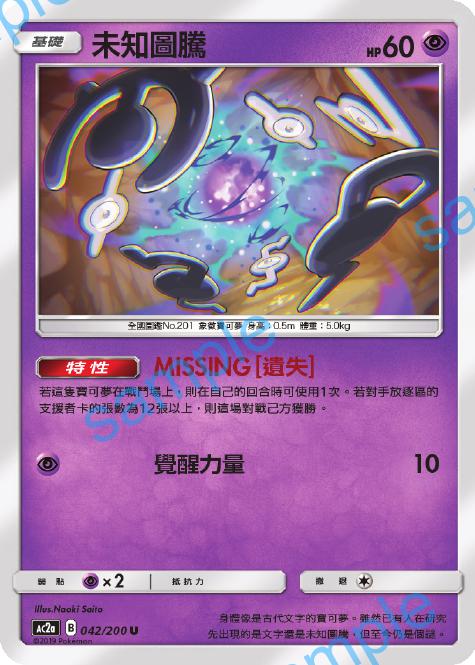 基礎 未知圖騰 HP60
全國圖鑑No.201 象徵寶可夢 身高：0.5m 體重：5.0kg
特性 MISSING[遺失]
若這隻寶可夢在戰鬥場上，則在自己的回合時可使用1次。若對手放逐區的
支援者卡的張數為12張以上，則這場對戰己方獲勝。
覺醒力量 10
弱點 ×2 抵抗力 撤退
Illus.Naoki Saito
AC2a B 042/200 U
©2019 Pokémon
身體像是古代文字的寶可夢。雖然已有人在研究
先出現的是文字還是未知圖騰，但至今仍是個謎。
sample
sample
sample
sample